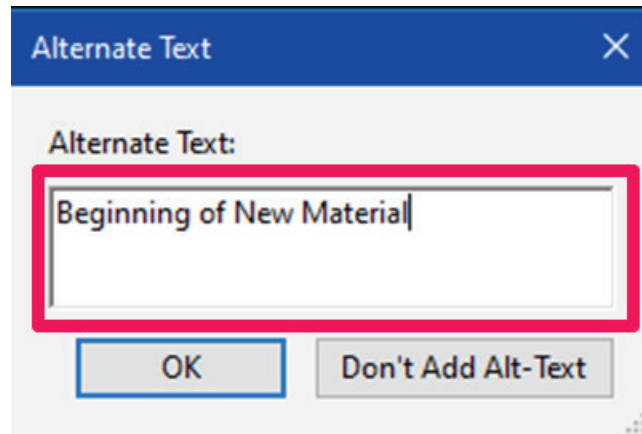 Alternate Text
Alternate Text:
Beginning of New Material
OK
Don't Add Alt-Text